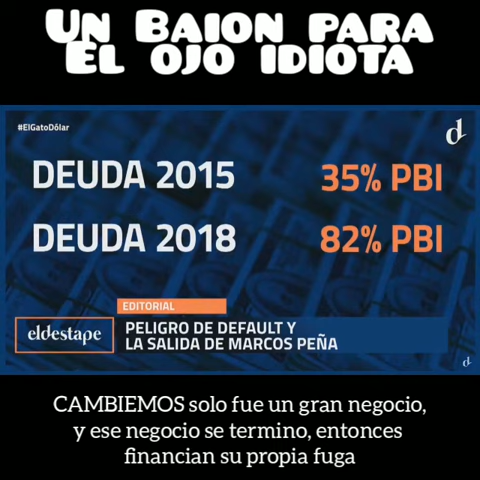 Un Baion para
El ojo idiota
#ElGatoDólar
d
DEUDA 2015 35% PBI
DEUDA 2018 82% PBI
EDITORIAL
eldestape
PELIGRO DE DEFAULT Y
LA SALIDA DE MARCOS PEÑA
d
CAMBIEMOS solo fue un gran negocio,
y ese negocio se termino, entonces
financian su propia fuga